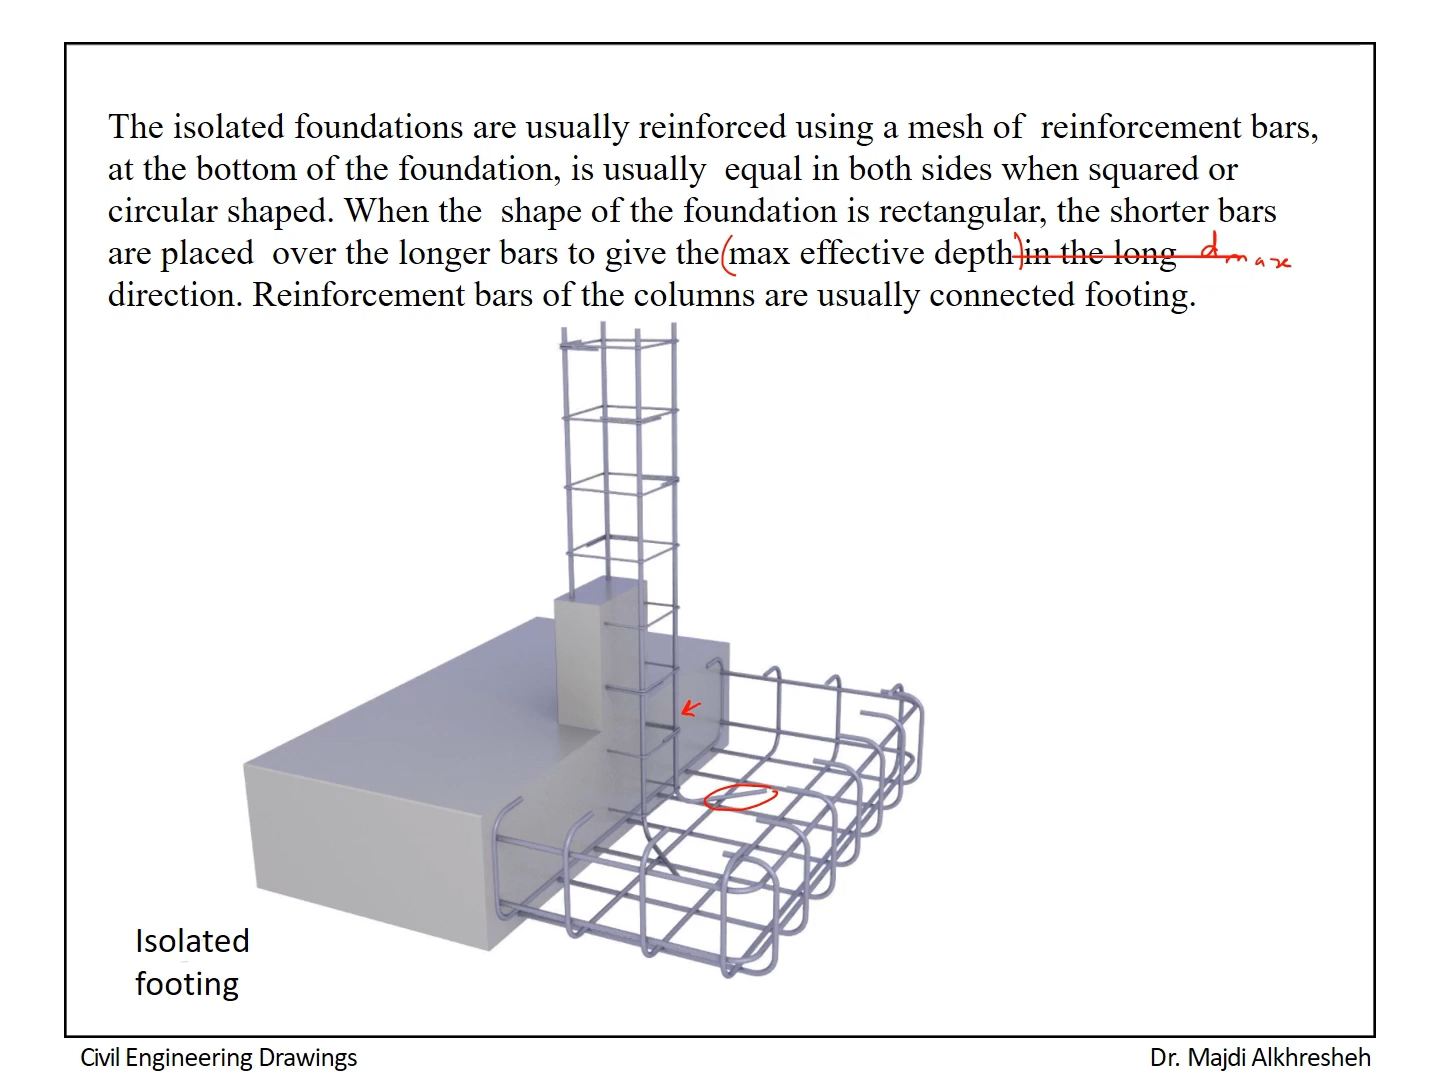 The isolated foundations are usually reinforced using a mesh of reinforcement bars,
at the bottom of the foundation, is usually equal in both sides when squared or
circular shaped. When the shape of the foundation is rectangular, the shorter bars
are placed over the longer bars to give the (max effective depth) in the long dmax
direction. Reinforcement bars of the columns are usually connected footing.
Isolated
footing
Civil Engineering Drawings
Dr. Majdi Alkhresheh